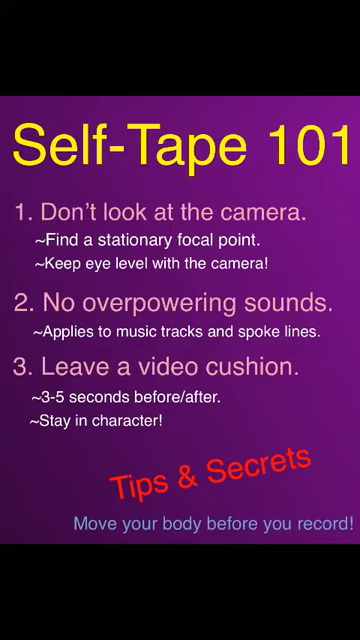 Self-Tape 101
1. Don't look at the camera.
~Find a stationary focal point.
~Keep eye level with the camera!
2. No overpowering sounds.
~Applies to music tracks and spoke lines.
3. Leave a video cushion.
~3-5 seconds before/after.
~Stay in character!
Tips & Secrets
Move your body before you record!